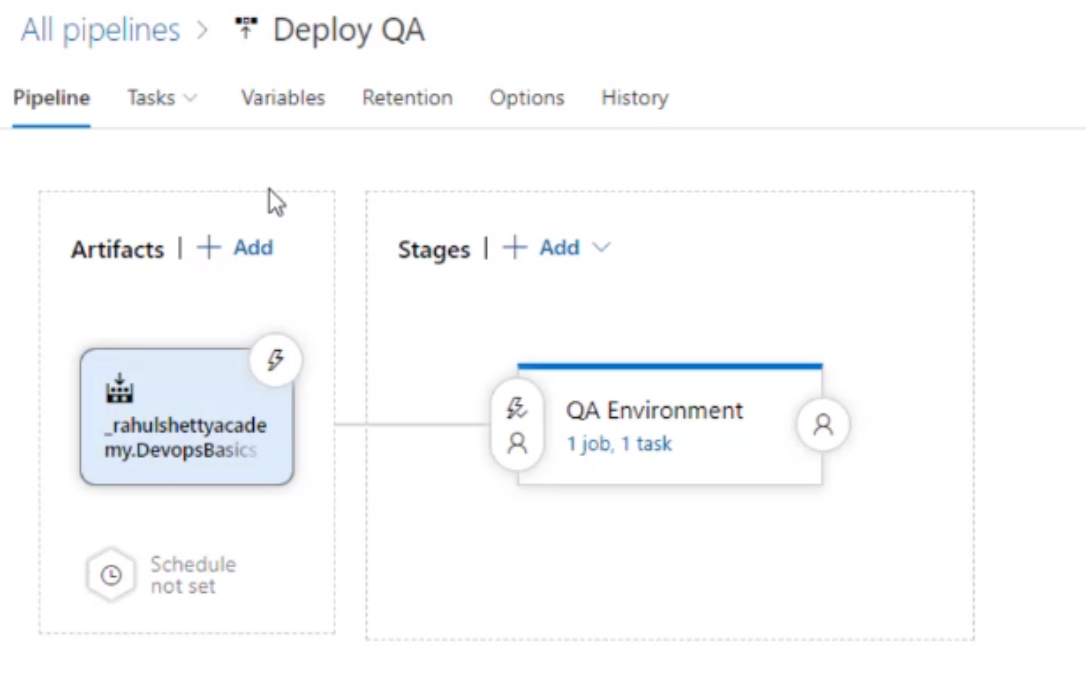 All pipelines > Deploy QA
Pipeline Tasks Variables Retention Options History
Artifacts | + Add
Stages | + Add
_rahulshettyacade
my.DevopsBasics
QA Environment
1 job, 1 task
Schedule
not set